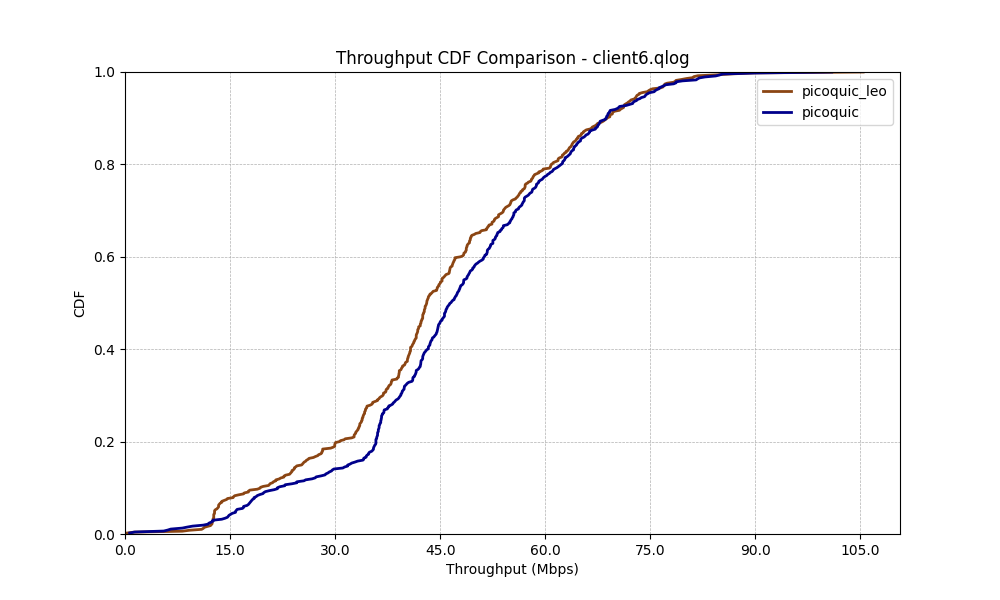 Throughput CDF Comparison - client6.qlog
picoquic_leo
picoquic
CDF
1.0
0.8
0.6
0.4
0.2
0.0
0.0 15.0 30.0 45.0 60.0 75.0 90.0 105.0
Throughput (Mbps)